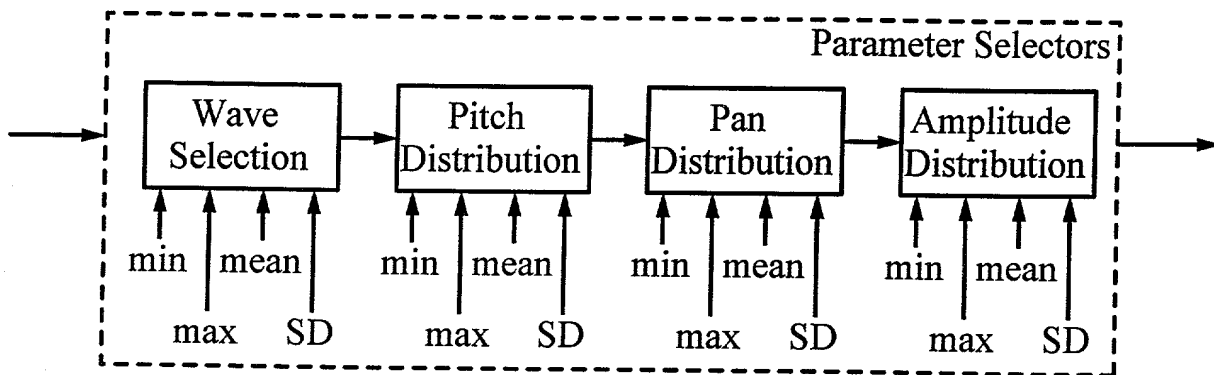 Parameter Selectors
Wave
Selection
Pitch
Distribution
Pan
Distribution
Amplitude
Distribution
min
max
mean
SD
min
max
mean
SD
min
max
mean
SD
min
max
mean
SD